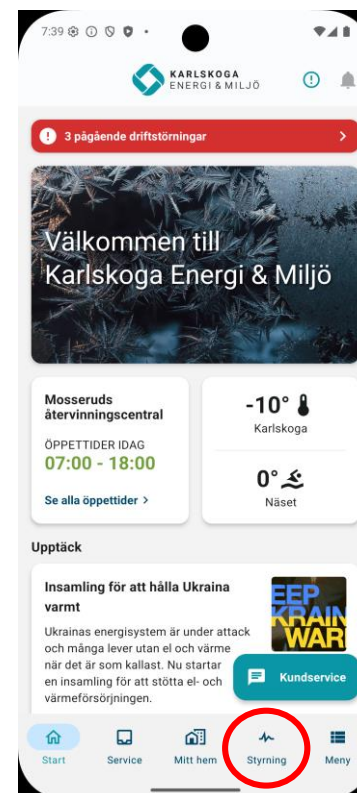 7:39
KARLSKOGA
ENERGI & MILJÖ
3 pågående driftstörningar
Välkommen till
Karlskoga Energi & Miljö
Mosseruds
återvinningscentral
ÖPPETTIDER IDAG
07:00 - 18:00
Se alla öppettider >
-10°
Karlskoga
0°
Näset
Upptäck
Insamling för att hålla Ukraina
varmt
Ukrainas energisystem är under attack
och många lever utan el och värme
när det är som kallast. Nu startar
en insamling för att stötta el- och
värmeförsörjningen.
EEP
KRAIN
WAR
Kundservice
Start
Service
Mitt hem
Styrning
Meny